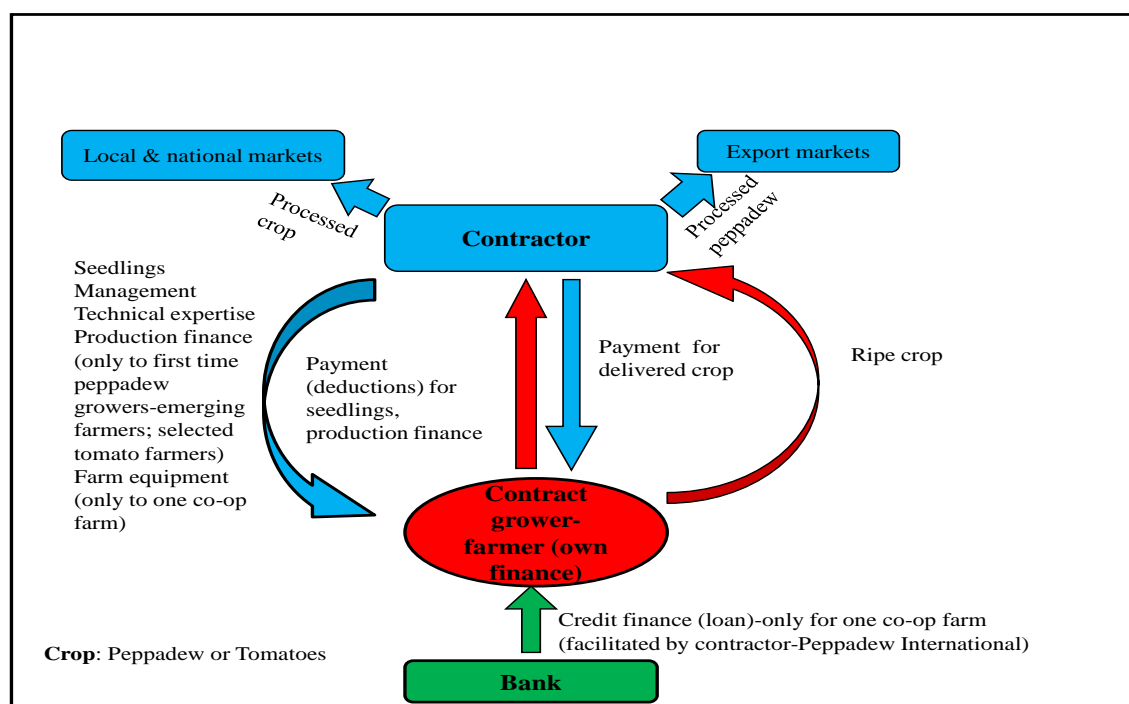 Local & national markets
Export markets
Processed
crop
Processed
peppadew
Contractor
Seedlings
Management
Technical expertise
Production finance
(only to first time
peppadew
growers-emerging
farmers; selected
tomato farmers)
Farm equipment
(only to one co-op
farm)
Payment
(deductions) for
seedlings,
production finance
Payment for
delivered crop
Ripe crop
Contract
grower-
farmer (own
finance)
Credit finance (loan)-only for one co-op farm
(facilitated by contractor-Peppadew International)
Crop: Peppadew or Tomatoes
Bank